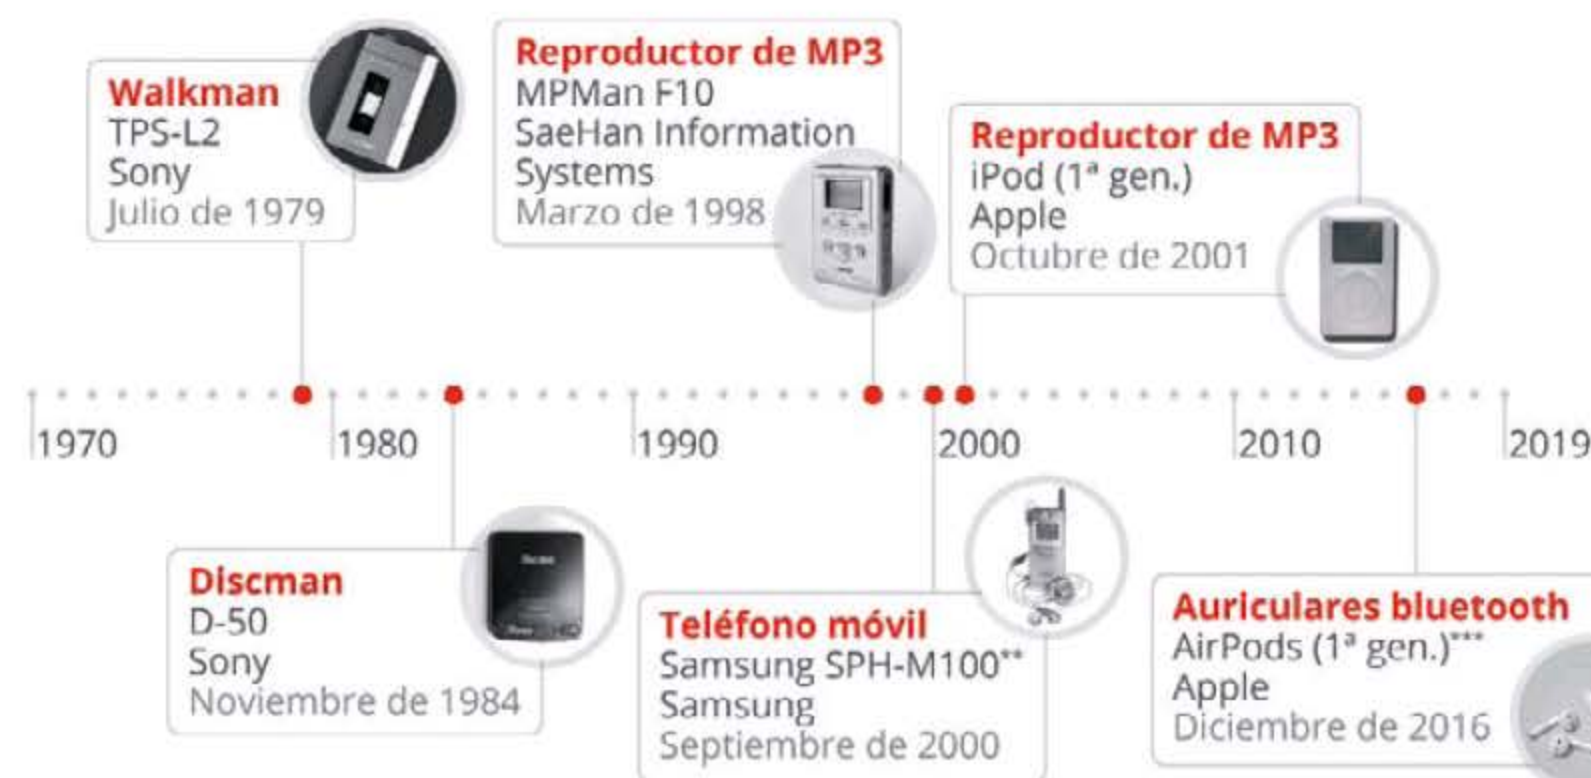 Walkman
TPS-L2
Sony
Julio de 1979
Reproductor de MP3
MPMan F10
SaeHan Information
Systems
Marzo de 1998
Reproductor de MP3
iPod (1ª gen.)
Apple
Octubre de 2001
1970
1980
1990
2000
2010
2019
Discman
D-50
Sony
Noviembre de 1984
Teléfono móvil
Samsung SPH-M100**
Samsung
Septiembre de 2000
Auriculares bluetooth
AirPods (1ª gen.)***
Apple
Diciembre de 2016